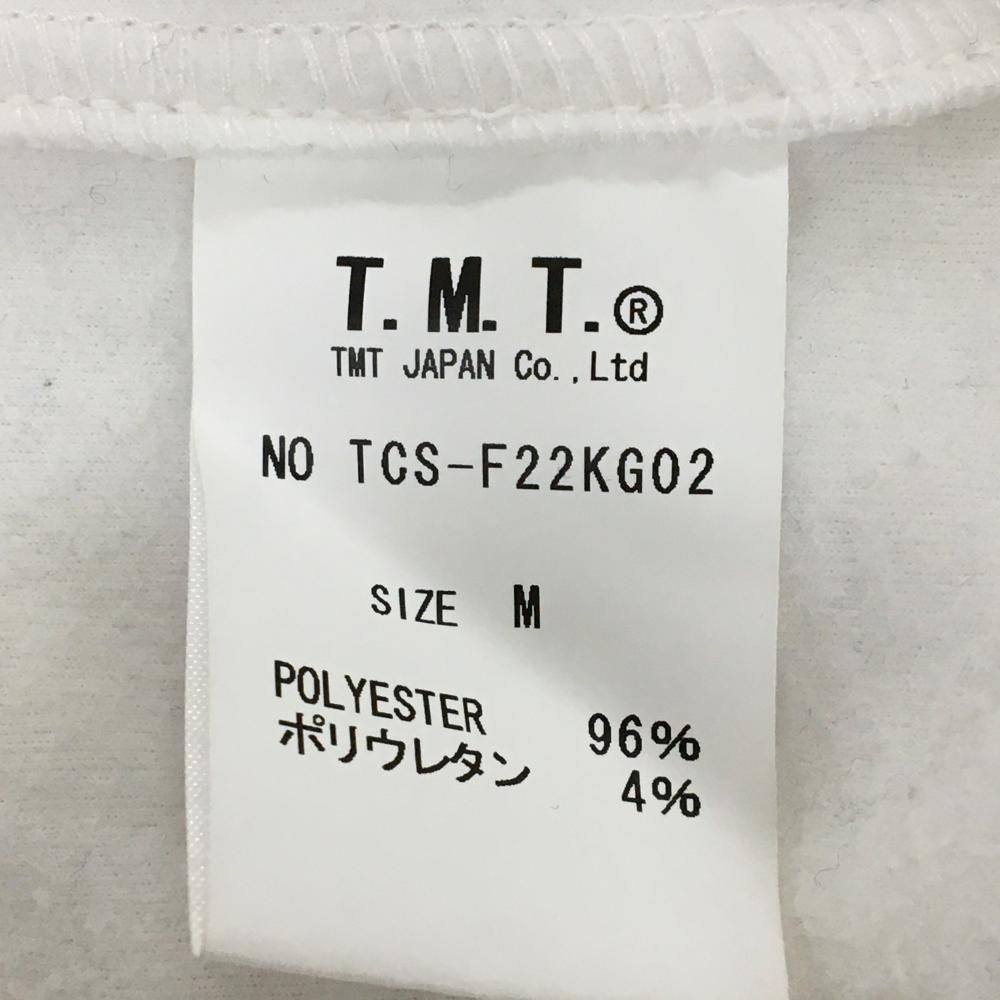 T.M.T.®
TMT JAPAN Co.,Ltd
NO TCS-F22KG02
SIZE M
POLYESTER 96%
ポリウレタン 4%